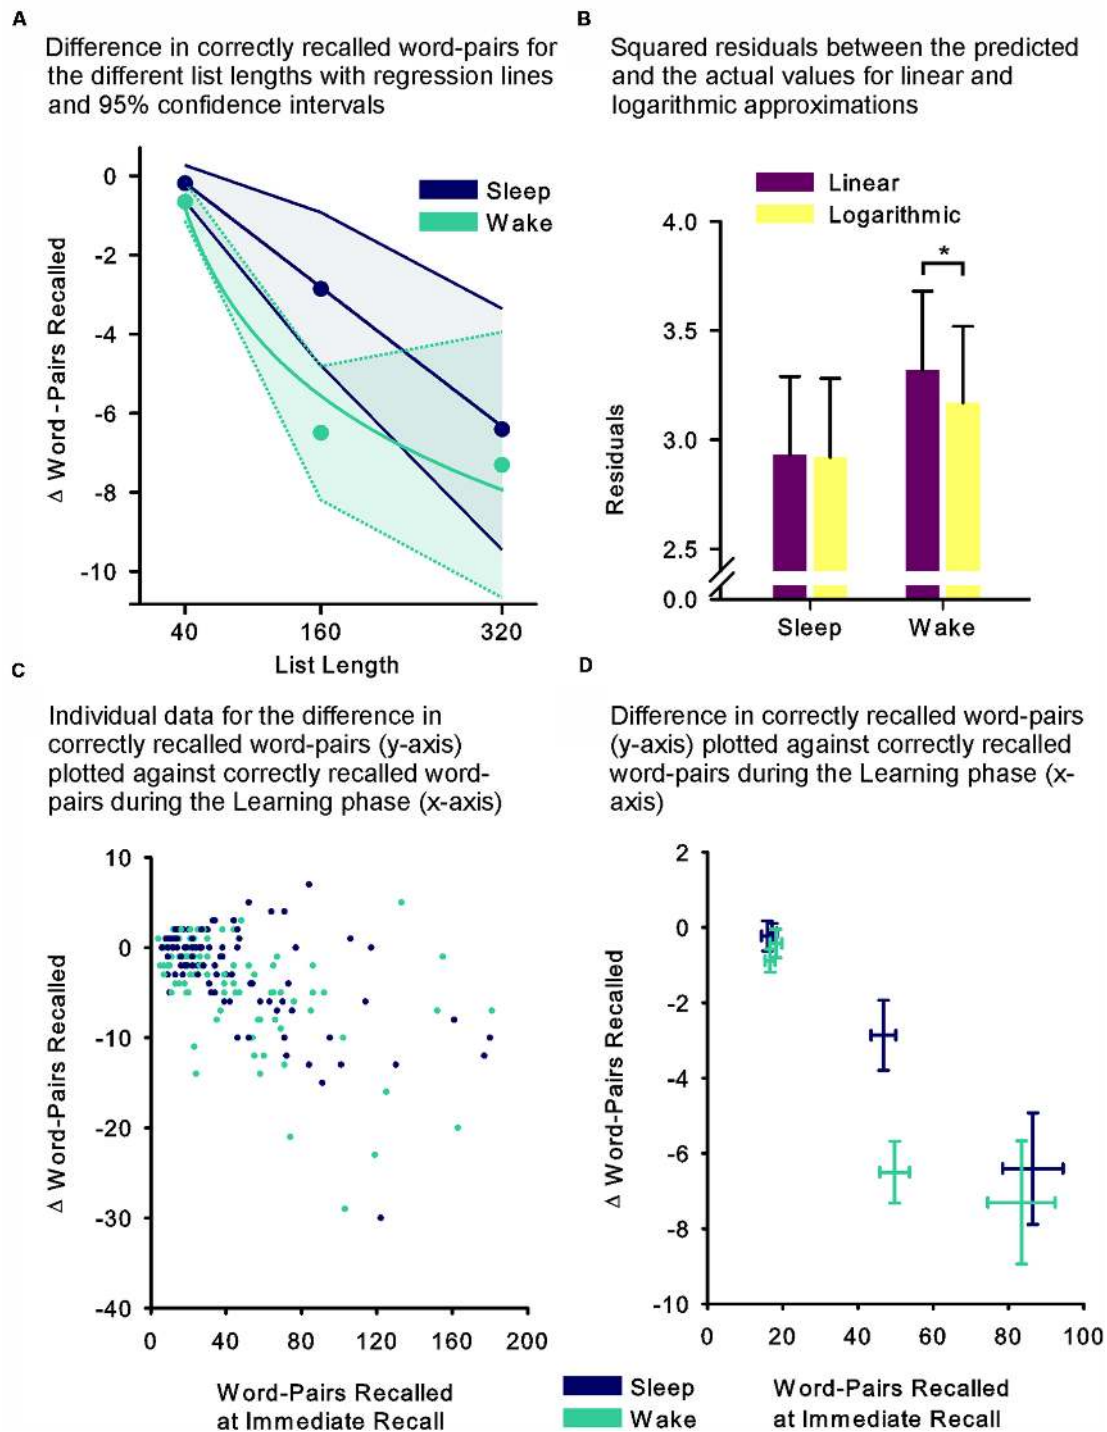 A
Difference in correctly recalled word-pairs for
the different list lengths with regression lines
and 95% confidence intervals
0
-2
-4
-6
-8
-10
Δ Word-Pairs Recalled
Sleep
Wake
40 160 320
List Length
B
Squared residuals between the predicted
and the actual values for linear and
logarithmic approximations
Linear
Logarithmic
4.0
3.5
3.0
2.5
0.0
Residuals
*
Sleep Wake
C
Individual data for the difference in
correctly recalled word-pairs (y-axis)
plotted against correctly recalled word-
pairs during the Learning phase (x-axis)
10
0
-10
-20
-30
-40
Δ Word-Pairs Recalled
0 40 80 120 160 200
Word-Pairs Recalled
at Immediate Recall
D
Difference in correctly recalled word-pairs
(y-axis) plotted against correctly recalled
word-pairs during the Learning phase (x-
axis)
2
0
-2
-4
-6
-8
-10
Δ Word-Pairs Recalled
0 20 40 60 80 100
Word-Pairs Recalled
at Immediate Recall
Sleep
Wake